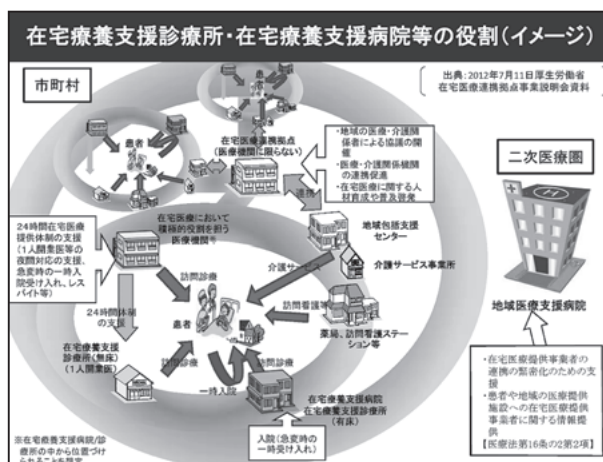 在宅療養支援診療所・在宅療養支援病院等の役割(イメージ)
市町村
出典:2012年7月11日厚生労働省
在宅医療連携拠点事業説明会資料
患者
患者
在宅医療連携拠点
(医療機関に限らない)
・地域の医療・介護関
係者による協議の開
催
・医療・介護関係機関
の連携促進
・在宅医療に関する人
材育成や普及啓発
連携
二次医療圏
24時間在宅医療
提供体制の支援
(1人開業医等の
夜間対応の支援、
急変時の一時入
院受け入れ、レス
パイト等)
在宅医療において
積極的役割を担う
医療機関
地域包括支援
センター
介護サービス
介護サービス事業所
訪問診療
訪問看護等
24時間体制の
支援
患者
薬局、訪問看護ステー
ション等
地域医療支援病院
在宅療養支援
診療所(無床)
(1人開業医)
訪問診療
訪問診療
一時入院
在宅療養支援病院
在宅療養支援診療所
(有床)
入院(急変時の
一時受け入れ)
・在宅医療提供事業者の
連携の緊密化のための支
援
・患者や地域の医療提供
施設への在宅医療提供
事業者に関する情報提
供
【医療法第16条の2第2項】
※在宅療養支援病院/診
療所の中から位置づけ
られることを想定